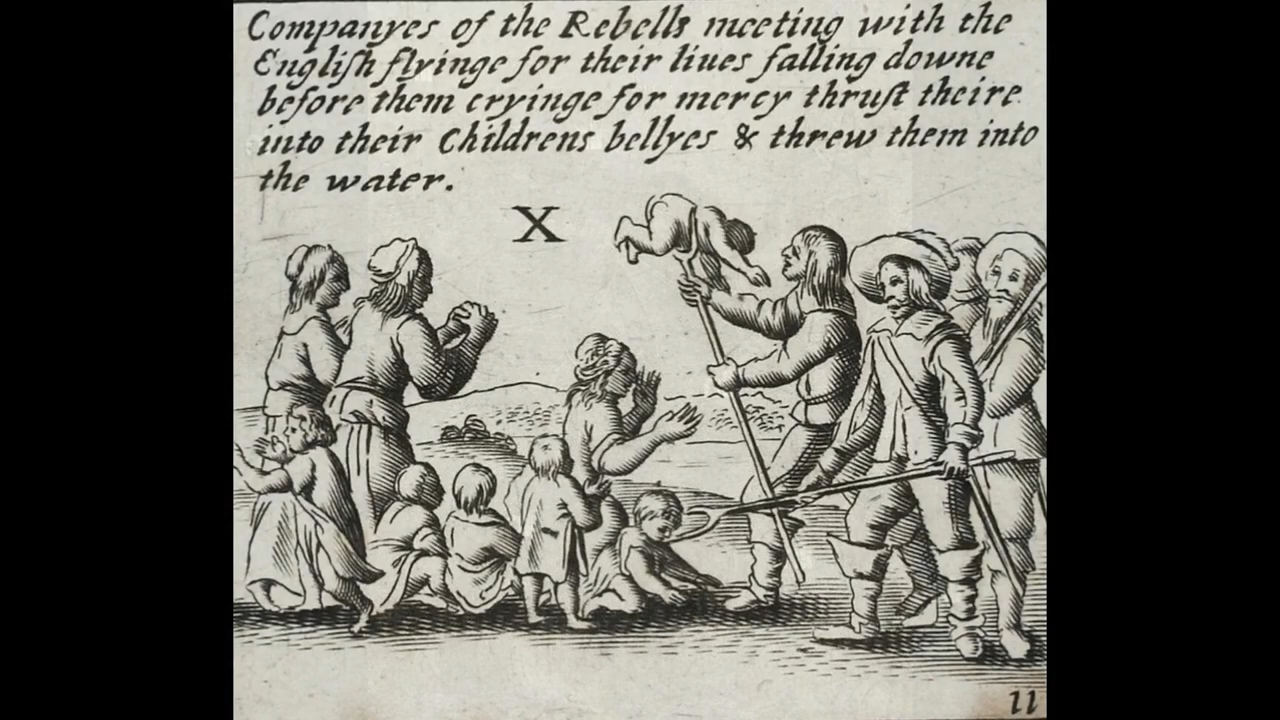 Companyes of the Rebells meeting with the
Engliſh flyinge for their liues falling downe
before them cryinge for mercy thruſt theire
into their Childrens bellyes & threw them into
the water.
X
11